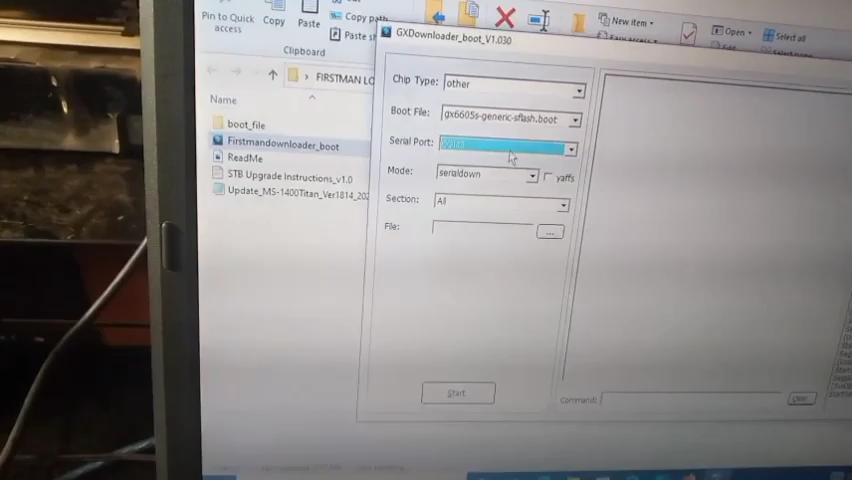 Pin to Quick access
Copy
Paste
Copy path
Paste sh
New item
Open
Select all
Clipboard
FIRSTMAN LO
Name
boot_file
Firstmandownloader_boot
ReadMe
STB Upgrade Instructions_v1.0
Update_MS-1400Titan_Ver1814_202
GXDownloader_boot_V1.030
Chip Type: other
Boot File: gx6605s-generic-sflash.boot
Serial Port:
Mode: serialdown
yaffs
Section: All
File:
...
Start
Command: